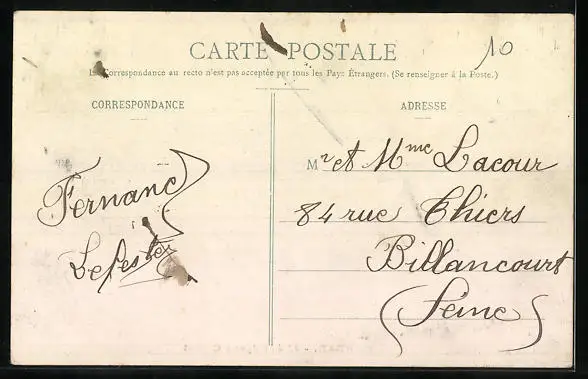 CARTE POSTALE
10
La Correspondance au recto n'est pas acceptée par tous les Pays Étrangers. (Se renseigner à la Poste.)
CORRESPONDANCE
Fernand
ADRESSE
Mr et Mme Lacour
84 rue Thiers
Billancourt
(Seine)